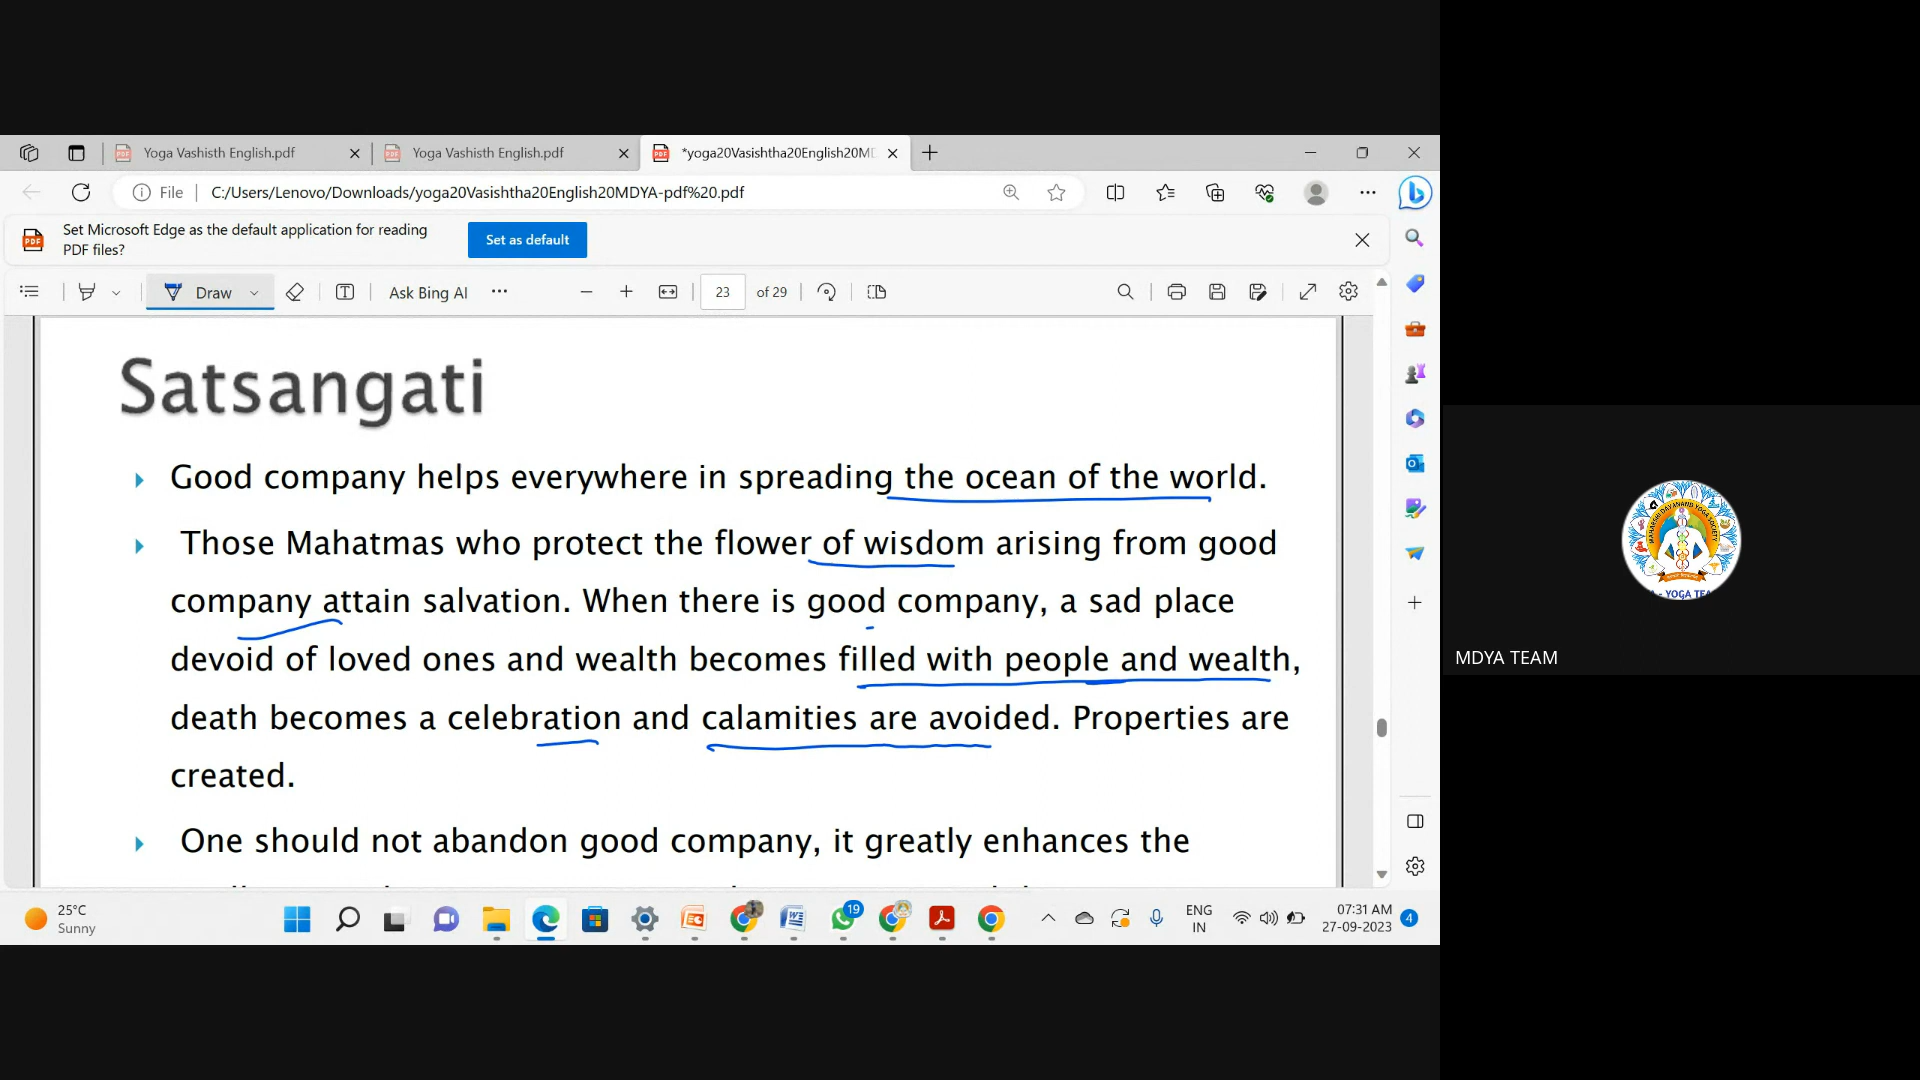 Yoga Vashisth English.pdf
Yoga Vashisth English.pdf
*yoga20Vasishtha20English20MD
File
C:/Users/Lenovo/Downloads/yoga20Vasishtha20English20MDYA-pdf%20.pdf
Set Microsoft Edge as the default application for reading
PDF files?
Set as default
Draw
Ask Bing AI
23
of 29
Satsangati
Good company helps everywhere in spreading the ocean of the world.
Those Mahatmas who protect the flower of wisdom arising from good
company attain salvation. When there is good company, a sad place
devoid of loved ones and wealth becomes filled with people and wealth,
death becomes a celebration and calamities are avoided. Properties are
created.
One should not abandon good company, it greatly enhances the
MDYA TEAM
25°C
Sunny
19
ENG
IN
07:31 AM
27-09-2023
4